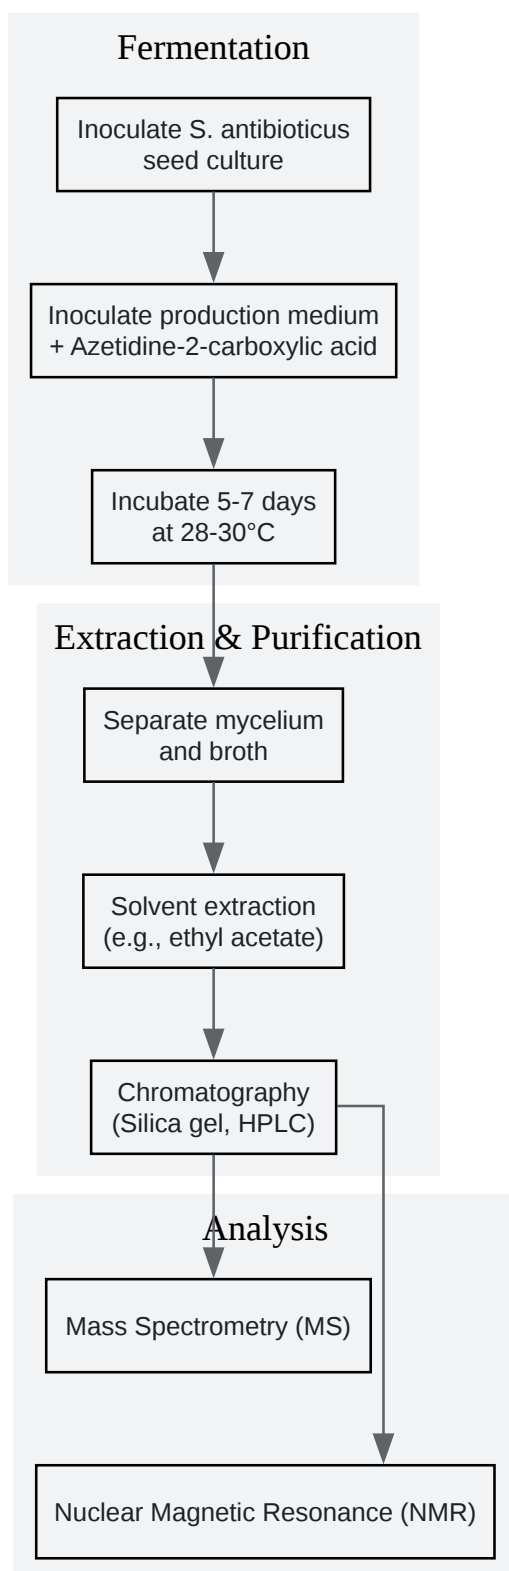 Fermentation
Inoculate S. antibioticus
seed culture
Inoculate production medium
+ Azetidine-2-carboxylic acid
Incubate 5-7 days
at 28-30°C
Extraction & Purification
Separate mycelium
and broth
Solvent extraction
(e.g., ethyl acetate)
Chromatography
(Silica gel, HPLC)
Analysis
Mass Spectrometry (MS)
Nuclear Magnetic Resonance (NMR)